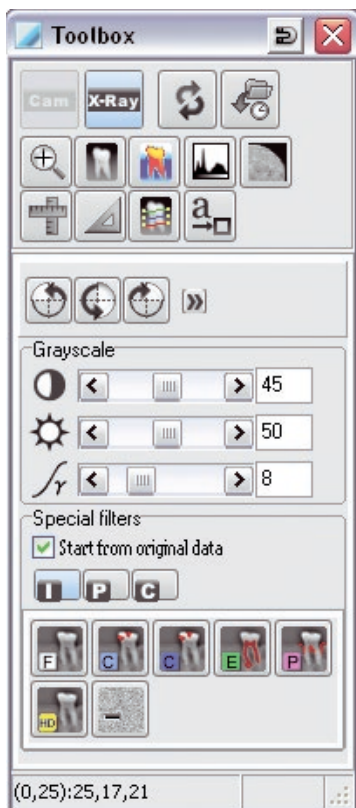 Toolbox
Cam X-Ray
a
Grayscale
45
50
γ 8
Special filters
Start from original data
I P C
F C C E P
HD
(0,25):25,17,21